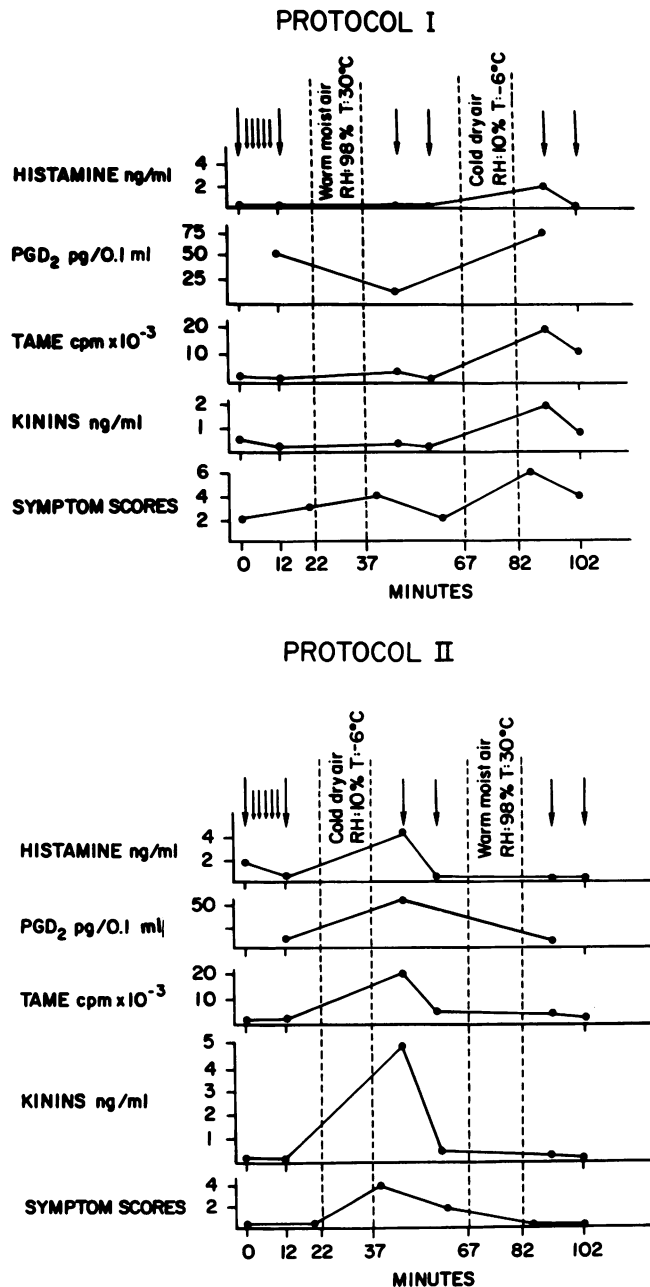 PROTOCOL I
Warm moist air
RH: 98% T: 30°C
Cold dry air
RH: 10% T: -6°C
HISTAMINE ng/ml
4
2
PGD₂ pg/0.1 ml
75
50
25
TAME cpm x 10⁻³
20
10
KININS ng/ml
2
1
SYMPTOM SCORES
6
4
2
0 12 22 37 67 82 102
MINUTES
PROTOCOL II
Cold dry air
RH: 10% T: -6°C
Warm moist air
RH: 98% T: 30°C
HISTAMINE ng/ml
4
2
PGD₂ pg/0.1 ml
50
TAME cpm x 10⁻³
20
10
KININS ng/ml
5
4
3
2
1
SYMPTOM SCORES
4
2
0 12 22 37 67 82 102
MINUTES